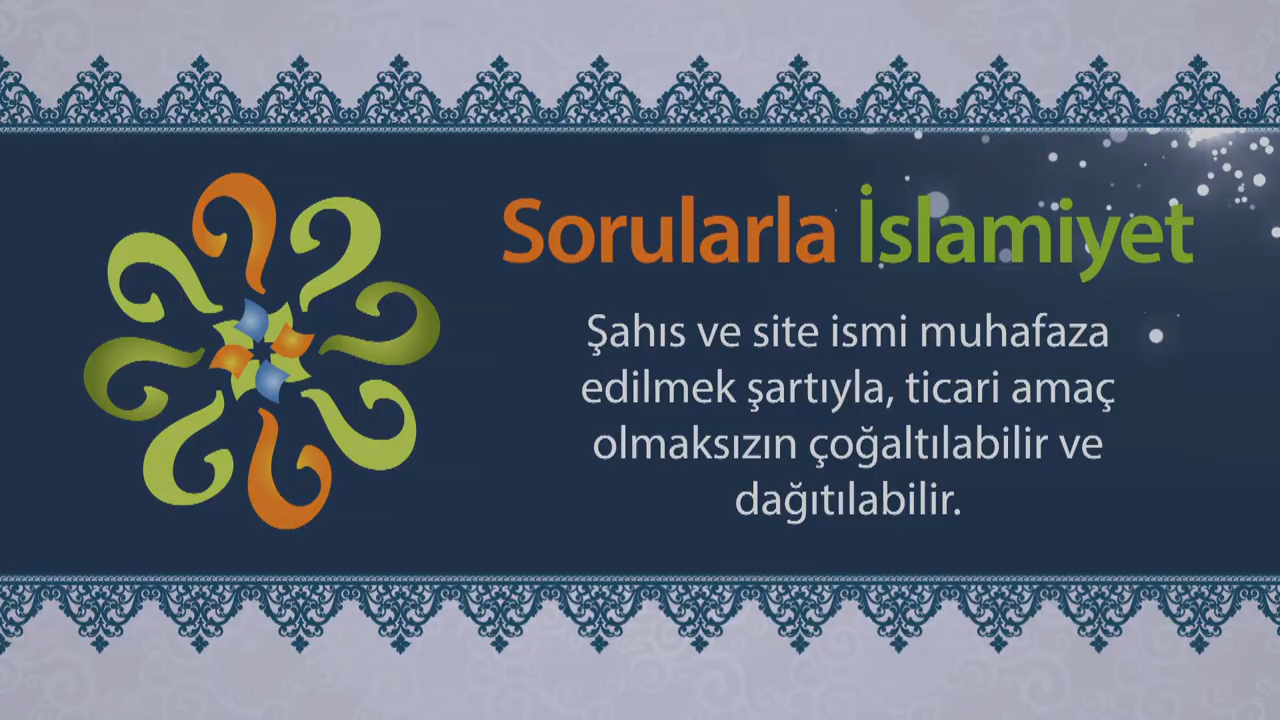 Sorularla İslamiyet
Şahıs ve site ismi muhafaza
edilmek şartıyla, ticari amaç
olmaksızın çoğaltılabilir ve
dağıtılabilir.